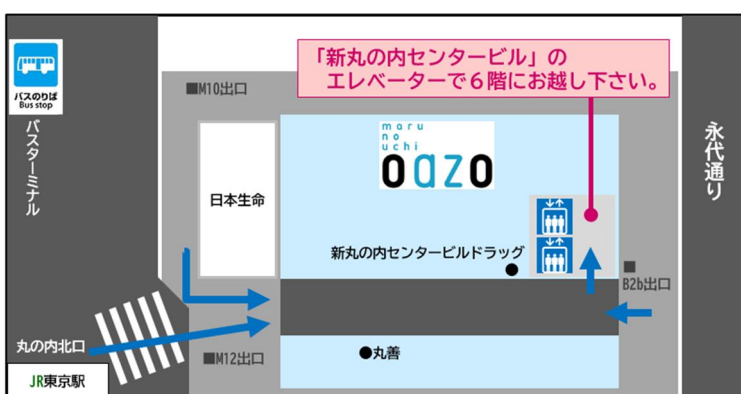 「新丸の内センタービル」の
エレベーターで6階にお越し下さい。
バスのりば
Bus stop
バスターミナル
■M10出口
maru
no
uchi
oazo
日本生命
永代通り
新丸の内センタービルドラッグ
●
■
B2b出口
丸の内北口
■M12出口
●丸善
JR東京駅